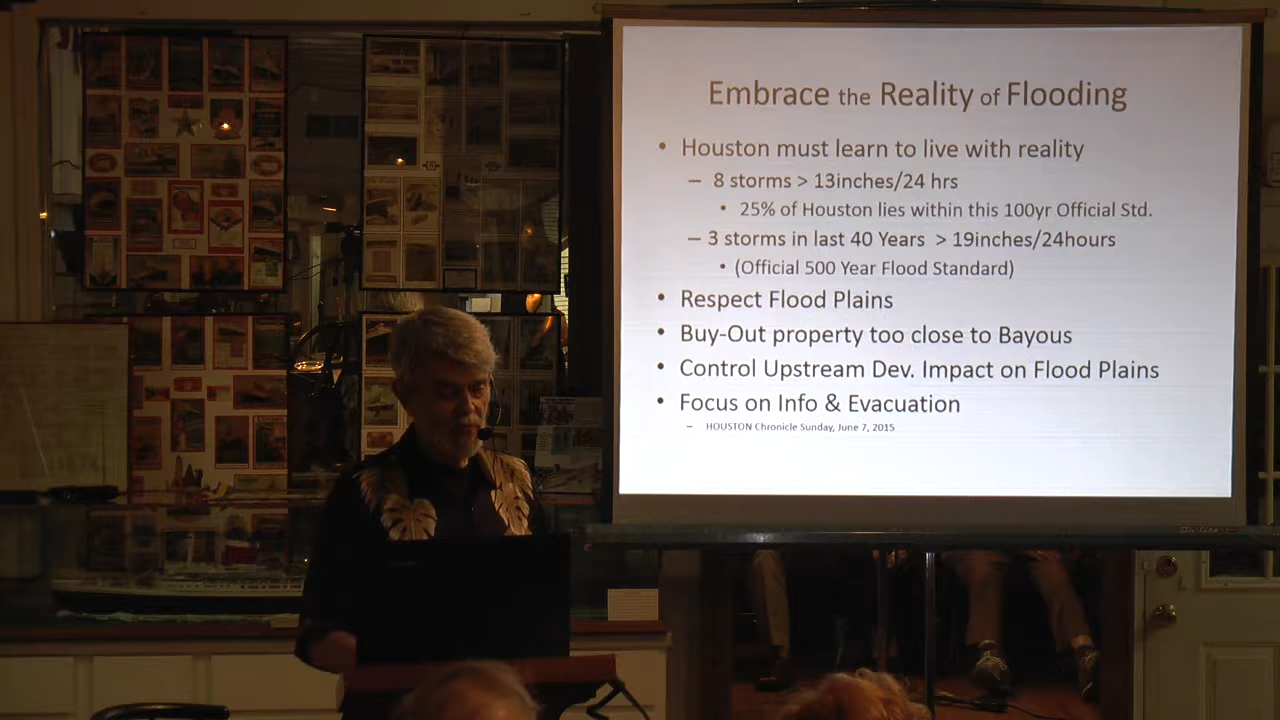 Embrace the Reality of Flooding
• Houston must learn to live with reality
– 8 storms > 13inches/24 hrs
• 25% of Houston lies within this 100yr Official Std.
– 3 storms in last 40 Years > 19inches/24hours
• (Official 500 Year Flood Standard)
• Respect Flood Plains
• Buy-Out property too close to Bayous
• Control Upstream Dev. Impact on Flood Plains
• Focus on Info & Evacuation
– HOUSTON Chronicle Sunday, June 7, 2015